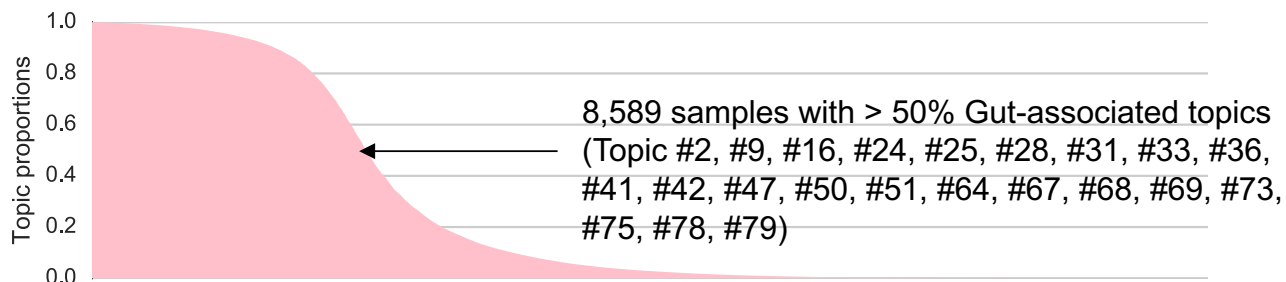 1.0
0.8
0.6
0.4
0.2
0.0
Topic proportions
8,589 samples with > 50% Gut-associated topics
(Topic #2, #9, #16, #24, #25, #28, #31, #33, #36,
#41, #42, #47, #50, #51, #64, #67, #68, #69, #73,
#75, #78, #79)